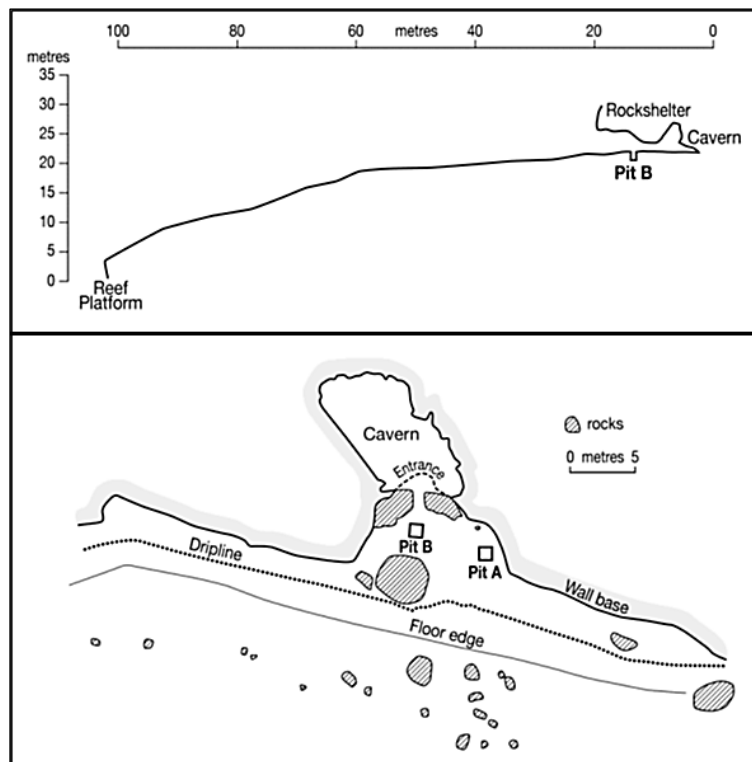 100
80
60
metres
40
20
0
metres
35
30
25
20
15
10
5
0
Rockshelter
Cavern
Pit B
Reef
Platform
Cavern
rocks
0 metres 5
Entrance
Pit B
Pit A
Dripline
Wall base
Floor edge